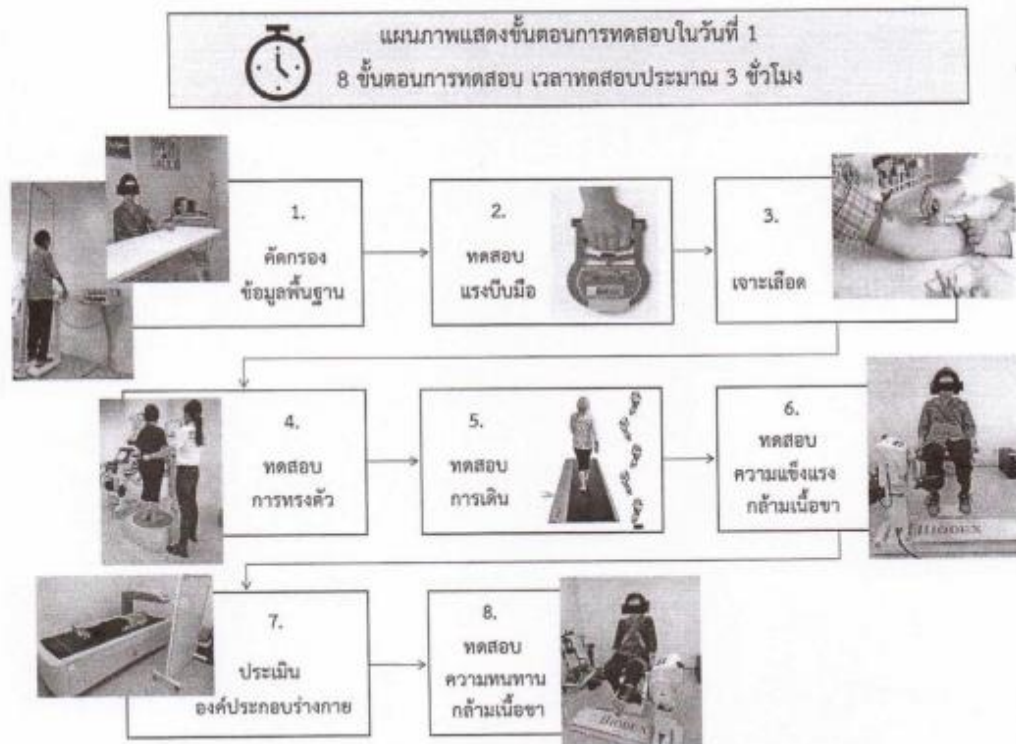 แผนภาพแสดงขั้นตอนการทดสอบในวันที่ 1
8 ขั้นตอนการทดสอบ เวลาทดสอบประมาณ 3 ชั่วโมง
1.
คัดกรอง
ข้อมูลพื้นฐาน
2.
ทดสอบ
แรงบีบมือ
3.
เจาะเลือด
4.
ทดสอบ
การทรงตัว
5.
ทดสอบ
การเดิน
6.
ทดสอบ
ความแข็งแรง
กล้ามเนื้อขา
BIODEX
7.
ประเมิน
องค์ประกอบร่างกาย
8.
ทดสอบ
ความทนทาน
กล้ามเนื้อขา
BIODEX